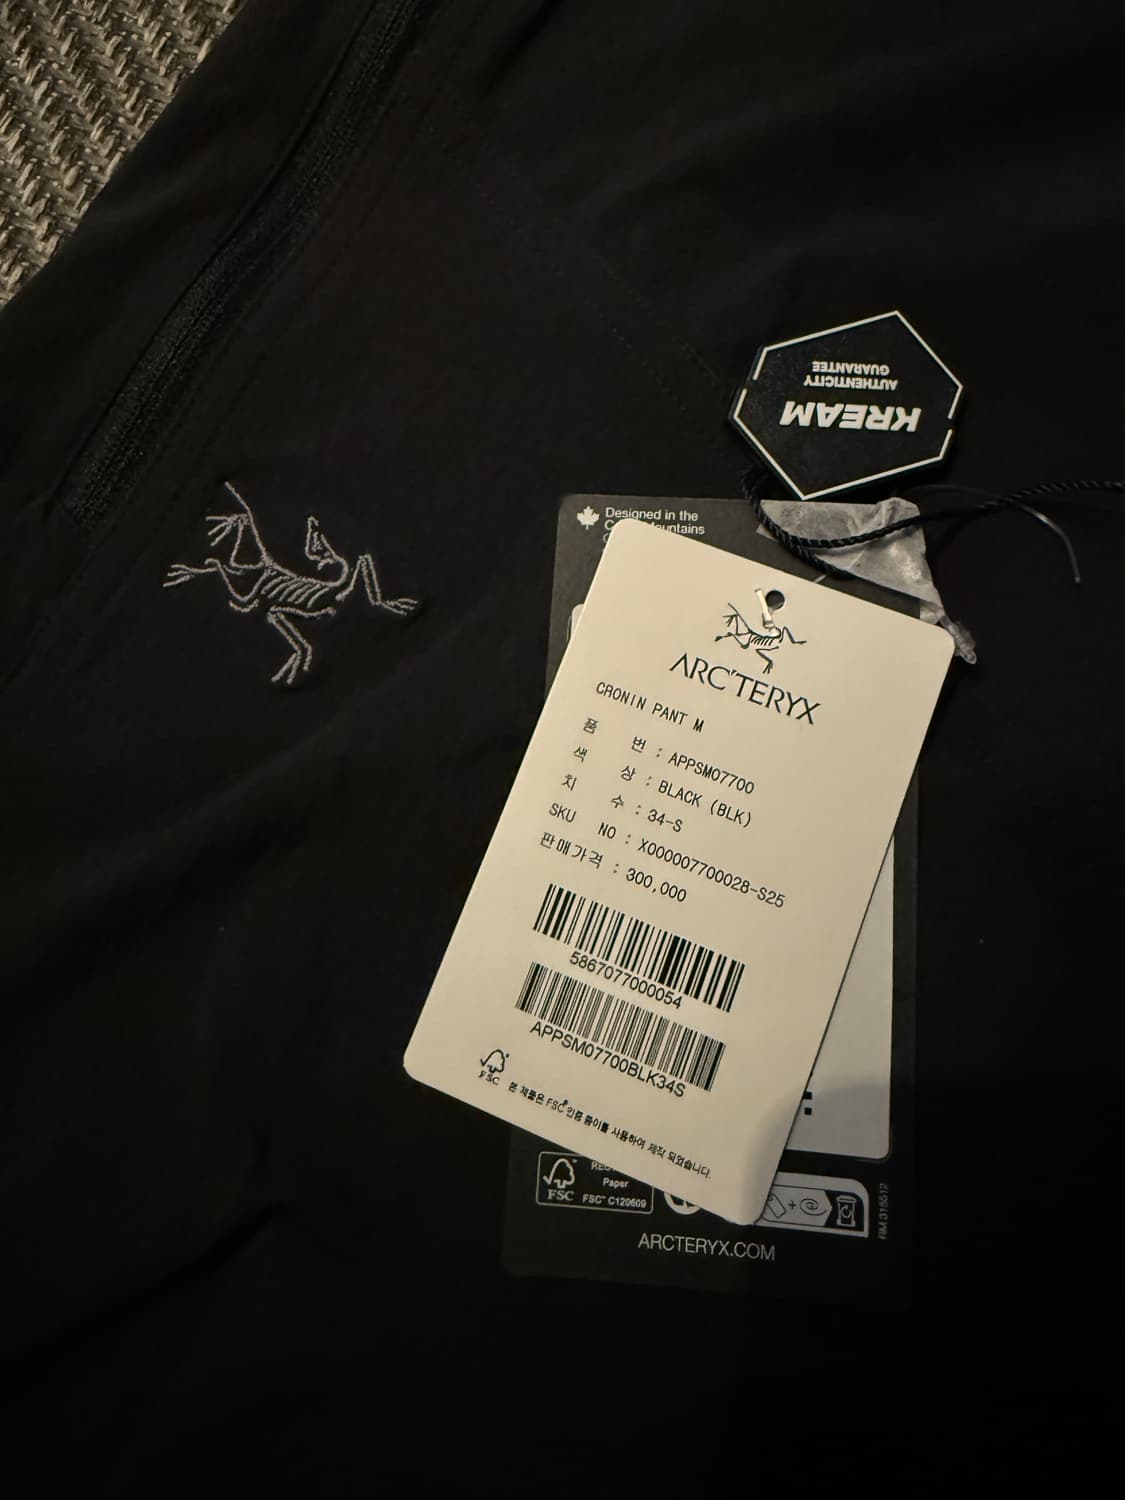 KREAM
AUTHENTICITY
GUARANTEE
Designed in the
ARC'TERYX
CRONIN PANT M
품 번 : APPSM07700
색 상 : BLACK (BLK)
치 수 : 34-S
SKU NO : X000007700028-S25
판매가격 : 300,000
5867077000054
APPSM07700BLK34S
FSC
본 제품은 FSC® 인증 종이를 사용하여 제작 되었습니다.
Paper
FSC™ C120609
FSC
RM315512
ARCTERYX.COM